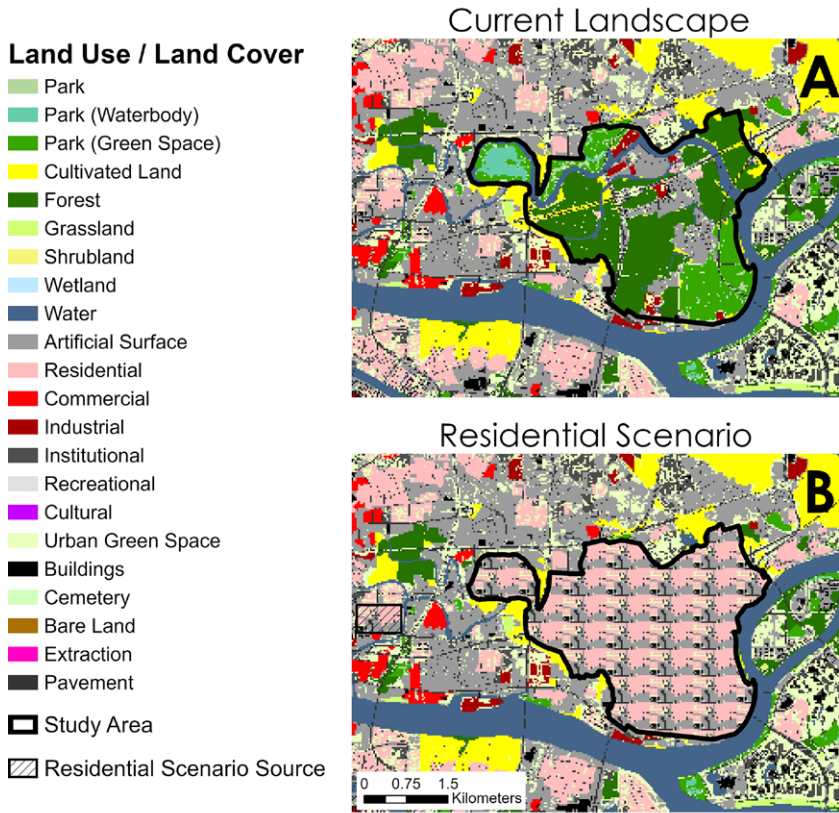 Current Landscape
Land Use / Land Cover
Park
Park (Waterbody)
Park (Green Space)
Cultivated Land
Forest
Grassland
Shrubland
Wetland
Water
Artificial Surface
Residential
Commercial
Industrial
Institutional
Recreational
Cultural
Urban Green Space
Buildings
Cemetery
Bare Land
Extraction
Pavement
Study Area
Residential Scenario Source
A
Residential Scenario
B
0 0.75 1.5
Kilometers